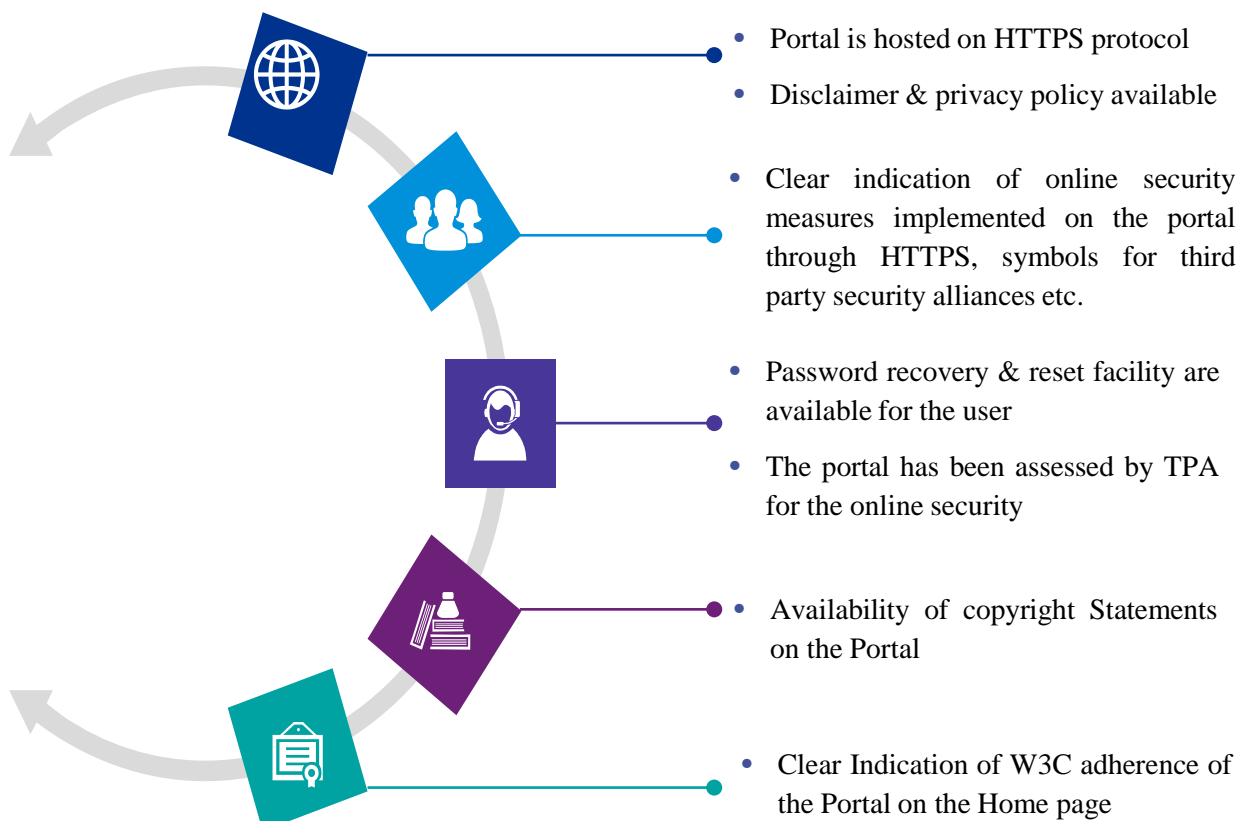 • Portal is hosted on HTTPS protocol
• Disclaimer & privacy policy available
• Clear indication of online security
measures implemented on the portal
through HTTPS, symbols for third
party security alliances etc.
• Password recovery & reset facility are
available for the user
• The portal has been assessed by TPA
for the online security
• Availability of copyright Statements
on the Portal
• Clear Indication of W3C adherence of
the Portal on the Home page